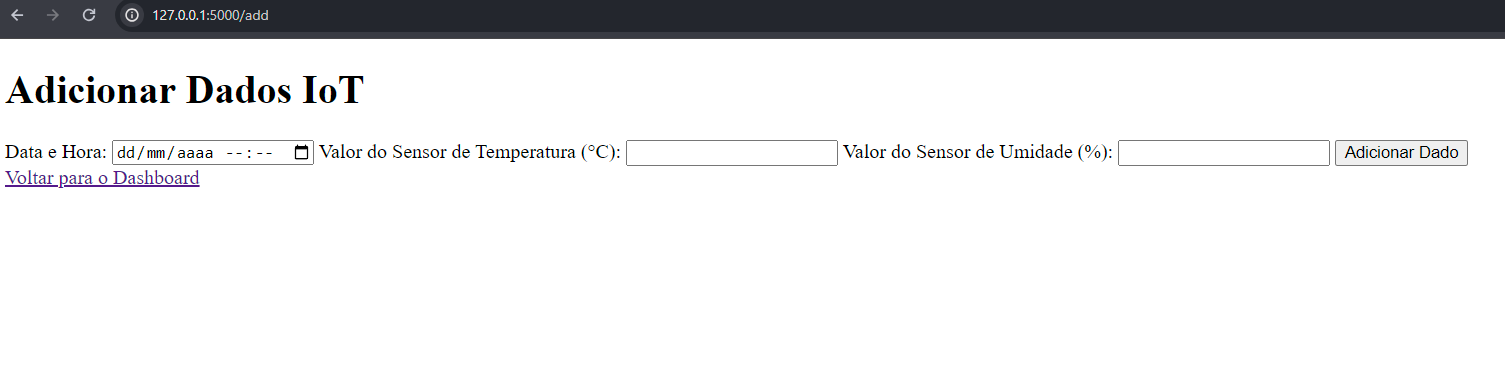 127.0.0.1:5000/add
Adicionar Dados IoT
Data e Hora: dd/mm/aaaa --:-- Valor do Sensor de Temperatura (°C): Valor do Sensor de Umidade (%): Adicionar Dado
Voltar para o Dashboard